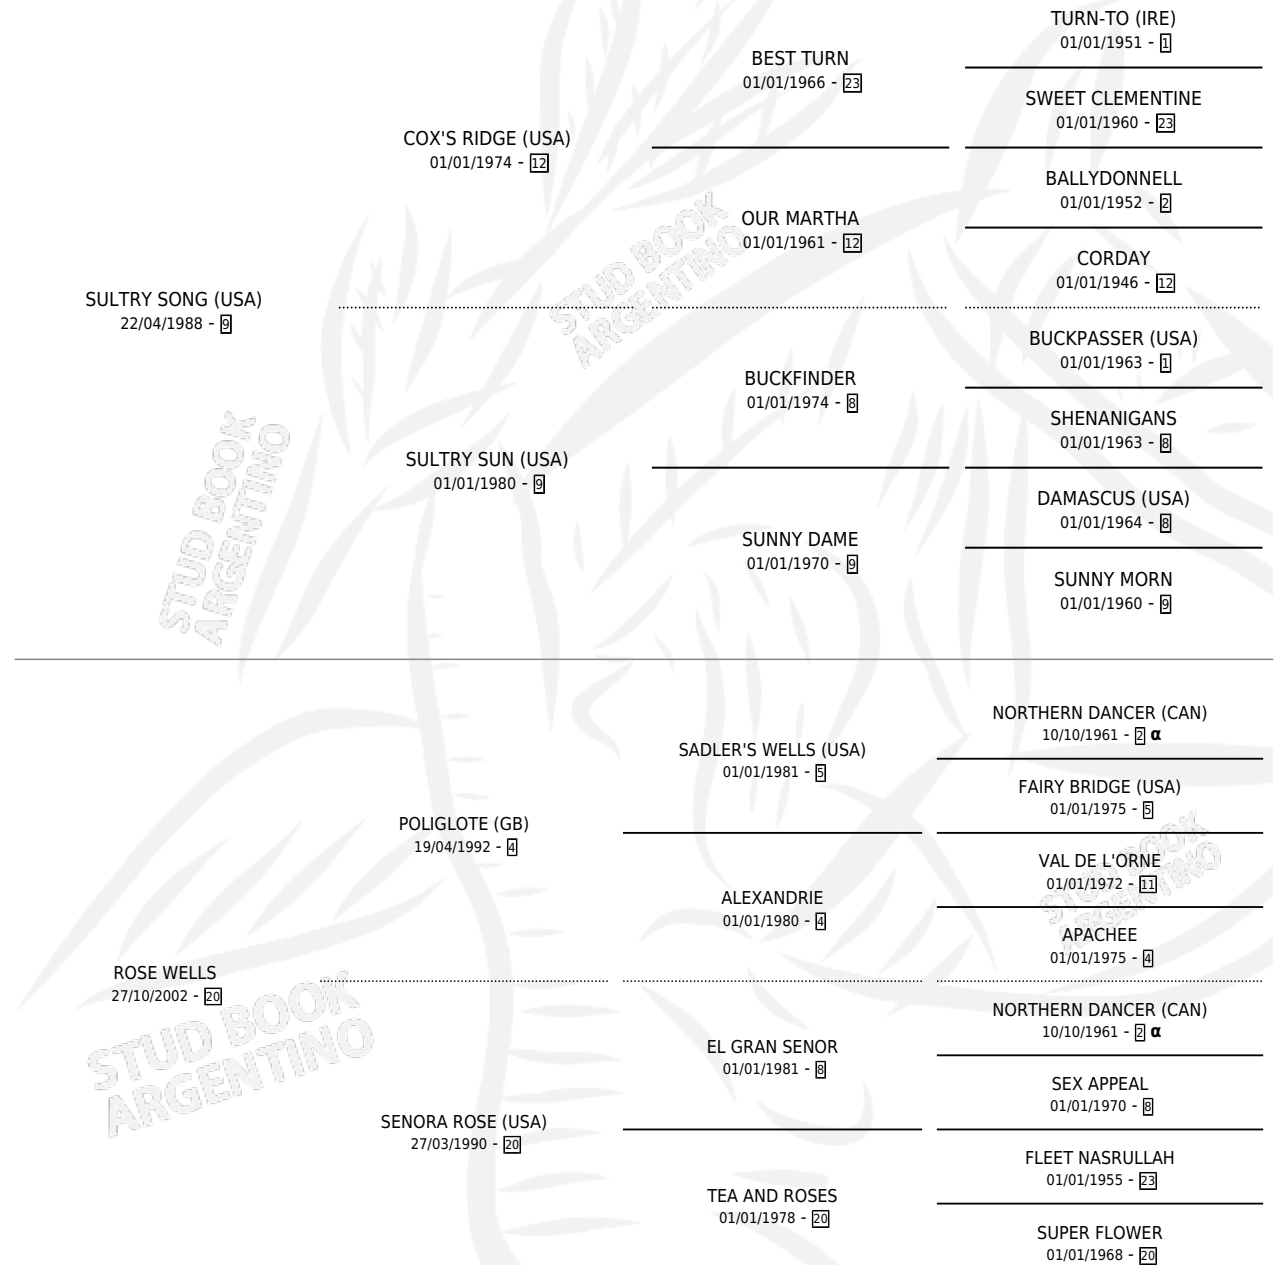 TURN-TO (IRE)
01/01/1951 - 1
BEST TURN
01/01/1966 - 23
SWEET CLEMENTINE
01/01/1960 - 23
COX'S RIDGE (USA)
01/01/1974 - 12
BALLYDONNELL
01/01/1952 - 2
OUR MARTHA
01/01/1961 - 12
CORDAY
01/01/1946 - 12
SULTRY SONG (USA)
22/04/1988 - 9
BUCKPASSER (USA)
01/01/1963 - 1
BUCKFINDER
01/01/1974 - 8
SHENANIGANS
01/01/1963 - 8
SULTRY SUN (USA)
01/01/1980 - 9
DAMASCUS (USA)
01/01/1964 - 8
SUNNY DAME
01/01/1970 - 9
SUNNY MORN
01/01/1960 - 9
NORTHERN DANCER (CAN)
10/10/1961 - 2 α
SADLER'S WELLS (USA)
01/01/1981 - 5
FAIRY BRIDGE (USA)
01/01/1975 - 5
POLIGLOTE (GB)
19/04/1992 - 4
VAL DE L'ORNE
01/01/1972 - 11
ALEXANDRIE
01/01/1980 - 4
APACHEE
01/01/1975 - 4
ROSE WELLS
27/10/2002 - 20
NORTHERN DANCER (CAN)
10/10/1961 - 2 α
EL GRAN SENOR
01/01/1981 - 8
SEX APPEAL
01/01/1970 - 8
SENORA ROSE (USA)
27/03/1990 - 20
FLEET NASRULLAH
01/01/1955 - 23
TEA AND ROSES
01/01/1978 - 20
SUPER FLOWER
01/01/1968 - 20
STUD BOOK
ARGENTINO
STUD BOOK
ARGENTINO
STUD BOOK
ARGENTINO
STUD BOOK
ARGENTINO